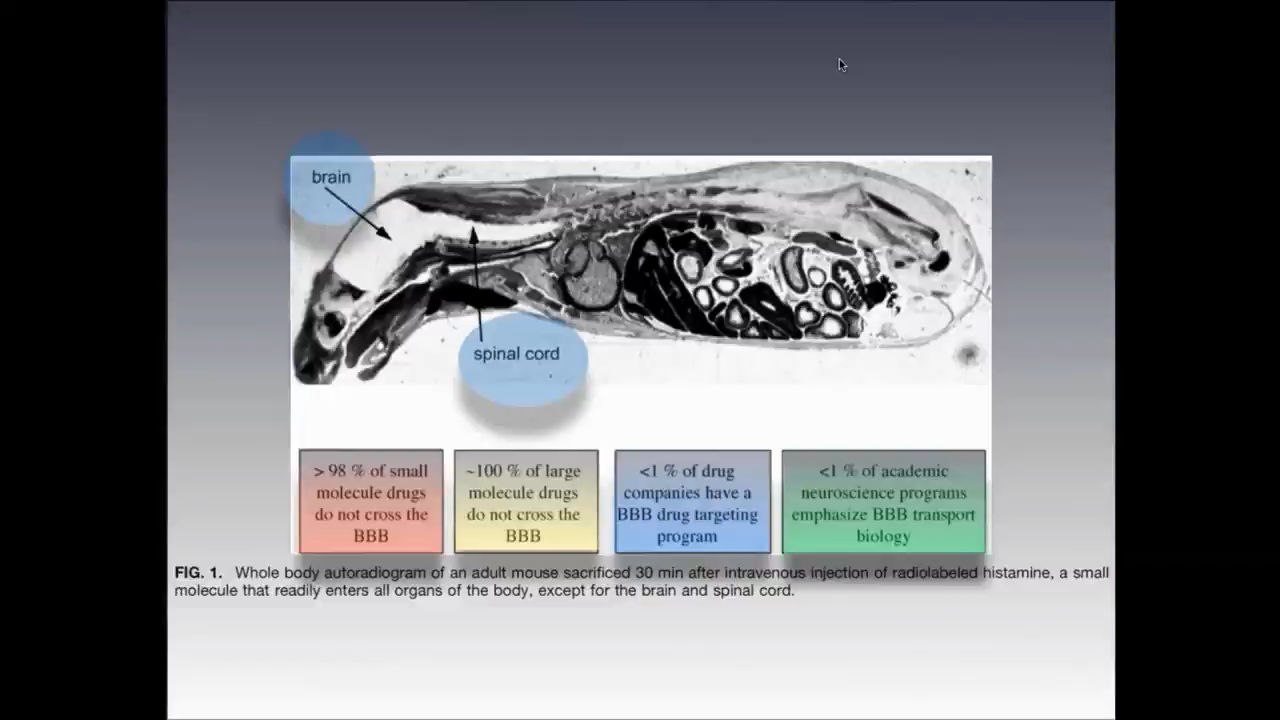 brain
spinal cord
> 98 % of small
molecule drugs
do not cross the
BBB
~100 % of large
molecule drugs
do not cross the
BBB
<1 % of drug
companies have a
BBB drug targeting
program
<1 % of academic
neuroscience programs
emphasize BBB transport
biology
FIG. 1. Whole body autoradiogram of an adult mouse sacrificed 30 min after intravenous injection of radiolabeled histamine, a small
molecule that readily enters all organs of the body, except for the brain and spinal cord.